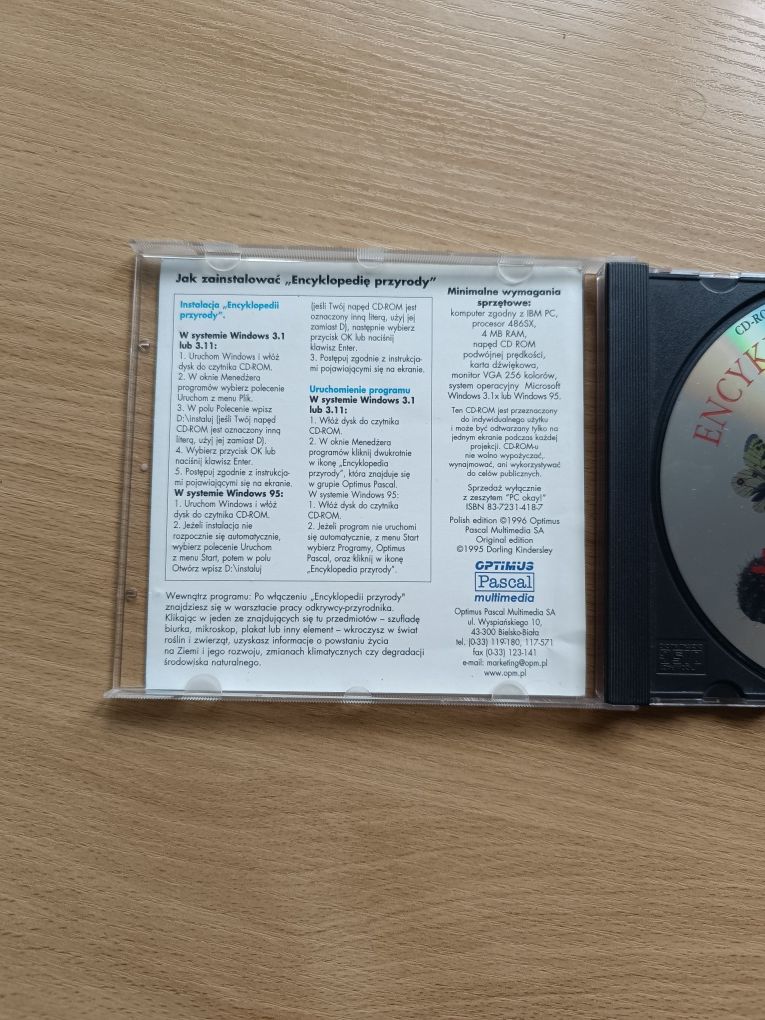 Jak zainstalować „Encyklopedię przyrody”
Instalacja „Encyklopedii
przyrody”.
W systemie Windows 3.1
lub 3.11:
1. Uruchom Windows i włóż
dysk do czytnika CD-ROM.
2. W oknie Menedżera
programów wybierz polecenie
Uruchom z menu Plik.
3. W polu Polecenie wpisz
D:\instaluj (jeśli Twój napęd
CD-ROM jest oznaczony inną
literą, użyj jej zamiast D).
4. Wybierz przycisk OK lub
naciśnij klawisz Enter.
5. Postępuj zgodnie z instrukcja-
mi pojawiającymi się na ekranie.
W systemie Windows 95:
1. Uruchom Windows i włóż
dysk do czytnika CD-ROM.
2. Jeżeli instalacja nie
rozpocznie się automatycznie,
wybierz polecenie Uruchom
z menu Start, potem w polu
Otwórz wpisz D:\instaluj
(jeśli Twój napęd CD-ROM jest
oznaczony inną literą, użyj jej
zamiast D), następnie wybierz
przycisk OK lub naciśnij
klawisz Enter.
3. Postępuj zgodnie z instrukcja-
mi pojawiającymi się na ekranie.
Uruchomienie programu
W systemie Windows 3.1
lub 3.11:
1. Włóż dysk do czytnika
CD-ROM.
2. W oknie Menedżera
programów kliknij dwukrotnie
w ikonę „Encyklopedia
przyrody”, która znajduje się
w grupie Optimus Pascal.
W systemie Windows 95:
1. Włóż dysk do czytnika
CD-ROM.
2. Jeżeli program nie uruchomi
się automatycznie, z menu Start
wybierz Programy, Optimus
Pascal, oraz kliknij w ikonę
„Encyklopedia przyrody”.
Wewnątrz programu: Po włączeniu „Encyklopedii przyrody"
znajdziesz się w warsztacie pracy odkrywcy-przyrodnika.
Klikając w jeden ze znajdujących się tu przedmiotów – szufladę
biurka, mikroskop, plakat lub inny element – wkroczysz w świat
roślin i zwierząt, uzyskasz informacje o powstaniu życia
na Ziemi i jego rozwoju, zmianach klimatycznych czy degradacji
środowiska naturalnego.
Minimalne wymagania
sprzętowe:
komputer zgodny z IBM PC,
procesor 486SX,
4 MB RAM,
napęd CD ROM
podwójnej prędkości,
karta dźwiękowa,
monitor VGA 256 kolorów,
system operacyjny Microsoft
Windows 3.1x lub Windows 95.
Ten CD-ROM jest przeznaczony
do indywidualnego użytku
i może być odtwarzany tylko na
jednym ekranie podczas każdej
projekcji. CD-ROM-u
nie wolno wypożyczać,
wynajmować, ani wykorzystywać
do celów publicznych.
Sprzedaż wyłącznie
z zeszytem "PC okay!"
ISBN 83-7231-418-7
Polish edition ©1996 Optimus
Pascal Multimedia SA
Original edition
©1995 Dorling Kindersley
OPTIMUS
Pascal
multimedia
Optimus Pascal Multimedia SA
ul. Wyspiańskiego 10,
43-300 Bielsko-Biała
tel. (0-33) 119-180, 117-571
fax (0-33) 123-141
e-mail: marketing@opm.pl
www.opm.pl
CD-RO
ENCYK